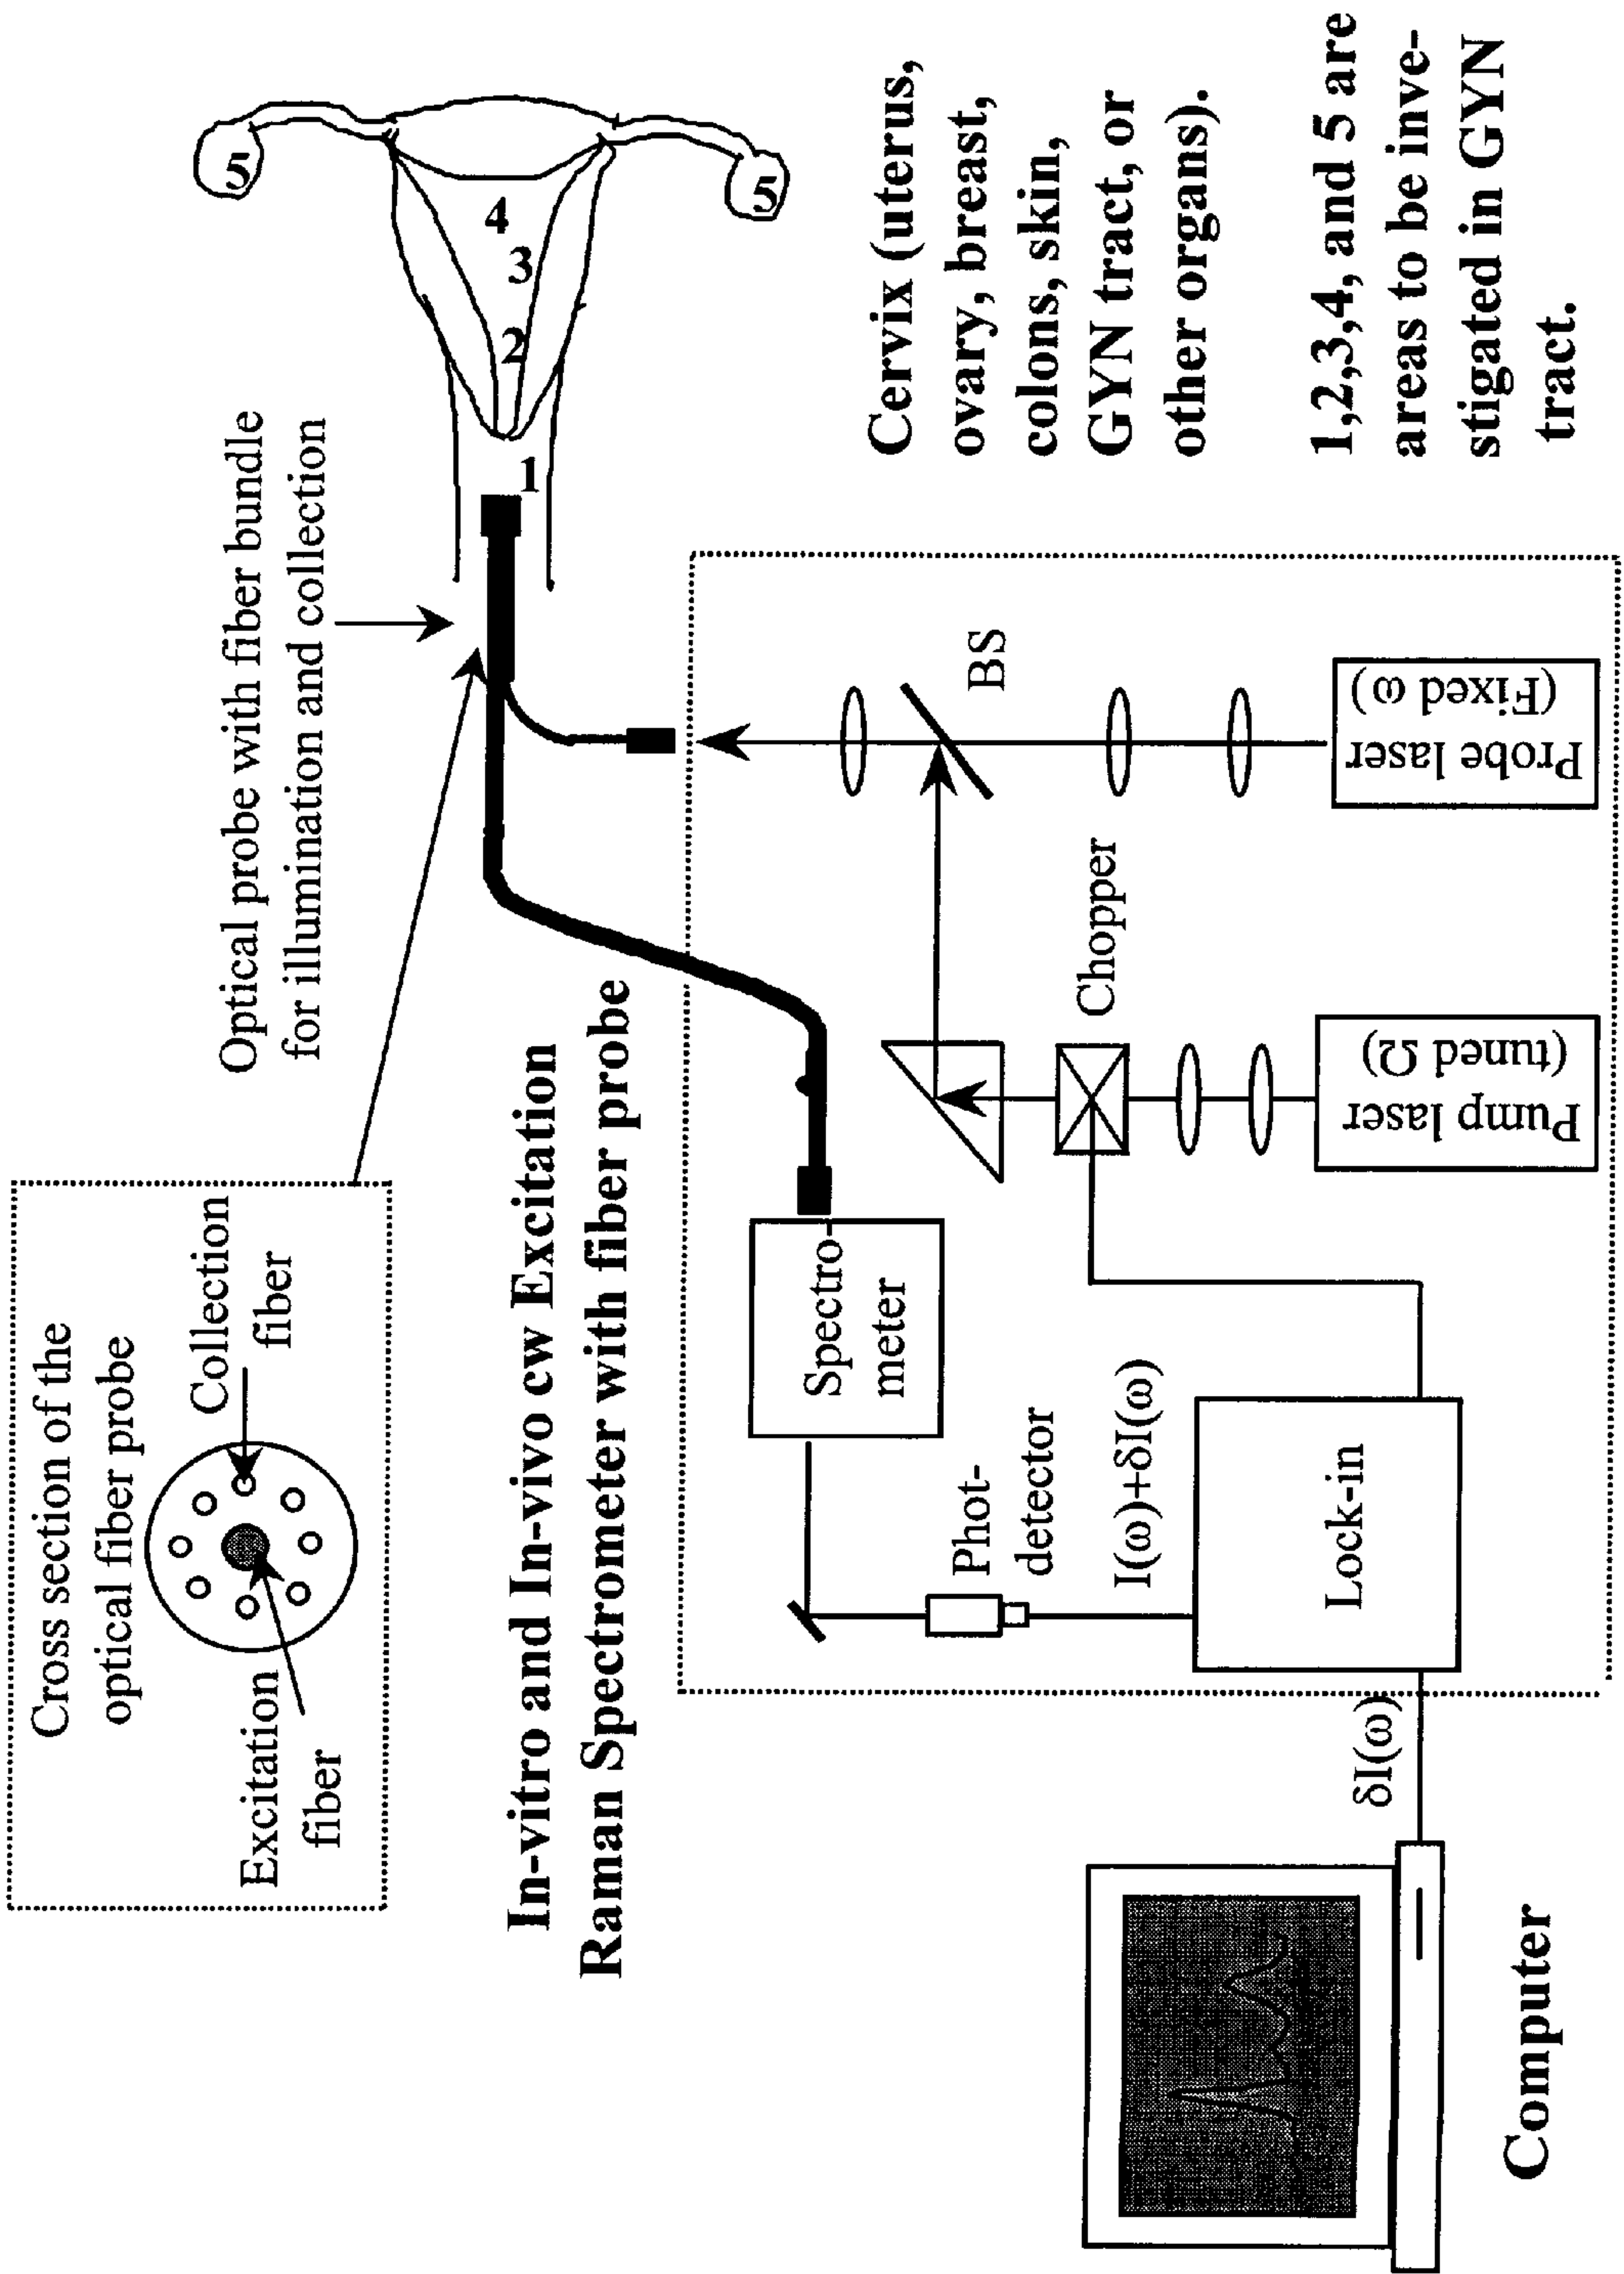 Cross section of the
optical fiber probe
Excitation
fiber
Collection
fiber
Optical probe with fiber bundle
for illumination and collection
5
4
3
2
1
5
In-vitro and In-vivo cw Excitation
Raman Spectrometer with fiber probe
Spectro-
meter
Phot-
detector
I(ω)+δI(ω)
Lock-in
δI(ω)
Computer
Chopper
BS
Pump laser
(tuned Ω)
Probe laser
(Fixed ω)
Cervix (uterus,
ovary, breast,
colons, skin,
GYN tract, or
other organs).
1,2,3,4, and 5 are
areas to be inve-
stigated in GYN
tract.